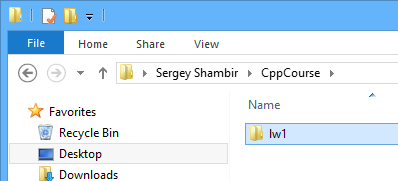 File Home Share View
Sergey Shambir CppCourse
Favorites
Recycle Bin
Desktop
Downloads
Name
lw1